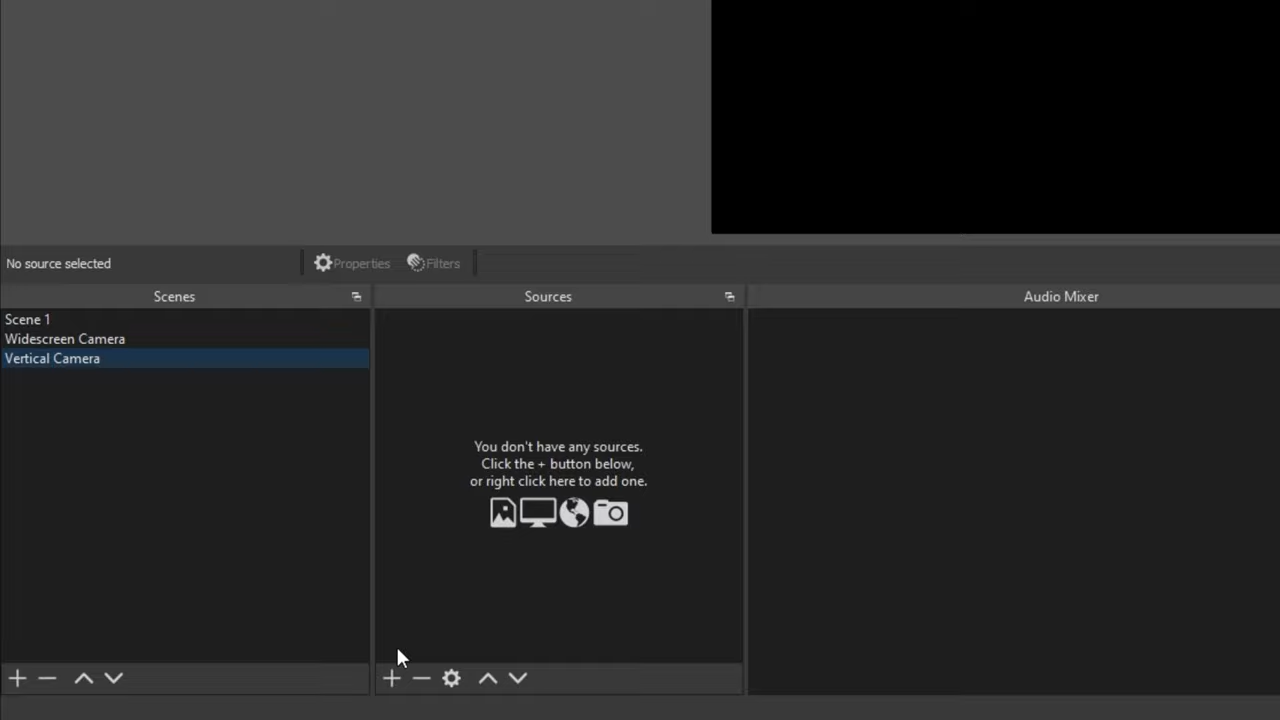 No source selected
Properties
Filters
Scenes
Sources
Audio Mixer
Scene 1
Widescreen Camera
Vertical Camera
You don't have any sources.
Click the + button below,
or right click here to add one.